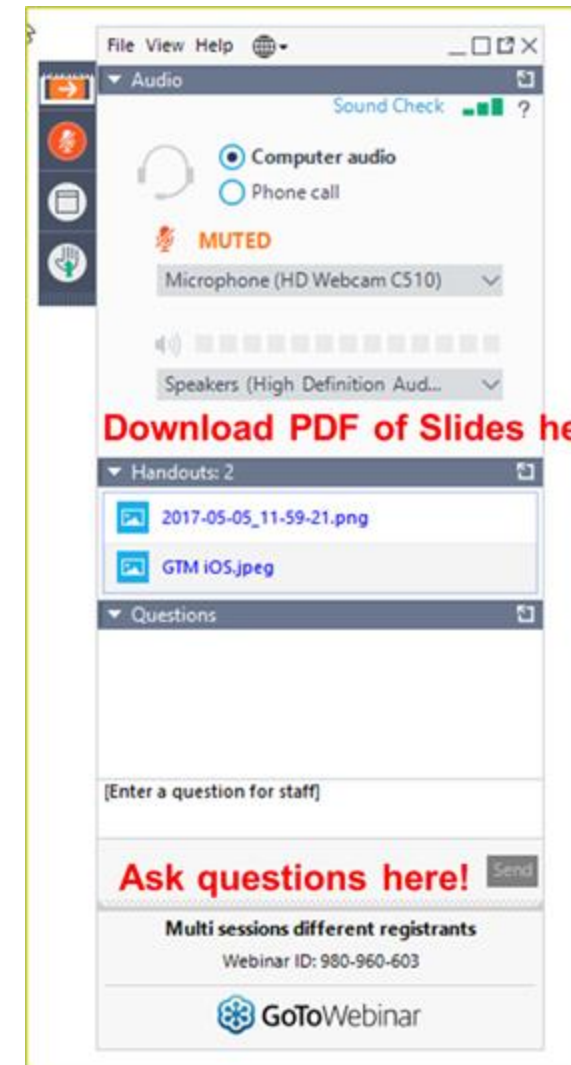 File View Help
Audio
Sound Check ?
Computer audio
Phone call
MUTED
Microphone (HD Webcam C510)
Speakers (High Definition Aud...
Download PDF of Slides he
Handouts: 2
2017-05-05_11-59-21.png
GTM iOS.jpeg
Questions
[Enter a question for staff]
Ask questions here! Send
Multi sessions different registrants
Webinar ID: 980-960-603
GoToWebinar